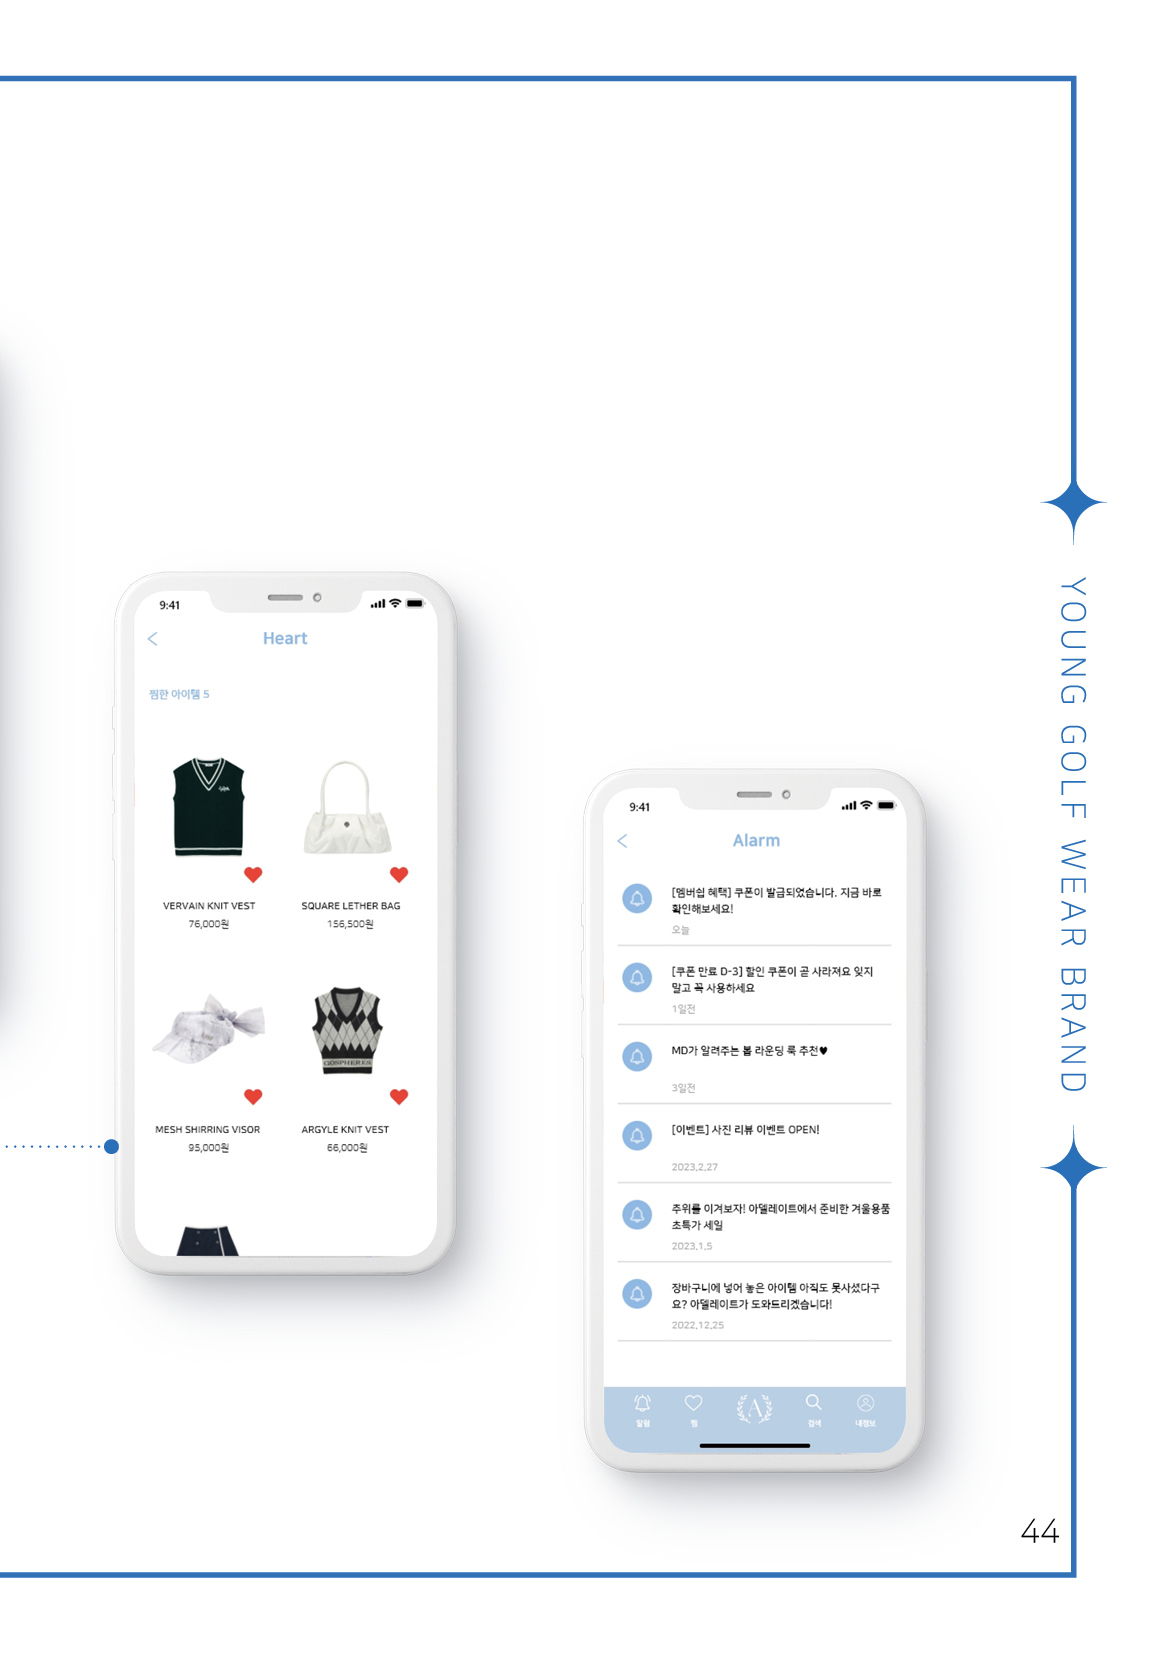 9:41
Heart
찜한 아이템 5
VERVAIN KNIT VEST
76,000원
SQUARE LETHER BAG
156,500원
GOSPHERES
MESH SHIRRING VISOR
95,000원
ARGYLE KNIT VEST
66,000원
9:41
Alarm
[멤버쉽 혜택] 쿠폰이 발급되었습니다. 지금 바로
확인해보세요!
오늘
[쿠폰 만료 D-3] 할인 쿠폰이 곧 사라져요 잊지
말고 꼭 사용하세요
1일전
MD가 알려주는 봄 라운딩 룩 추천♥
3일전
[이벤트] 사진 리뷰 이벤트 OPEN!
2023.2.27
추위를 이겨보자! 아델레이트에서 준비한 겨울용품
초특가 세일
2023.1.5
장바구니에 넣어 놓은 아이템 아직도 못사셨다구
요? 아델레이트가 도와드리겠습니다!
2022.12.25
알림
찜
A
검색
내정보
YOUNG GOLF WEAR BRAND
44